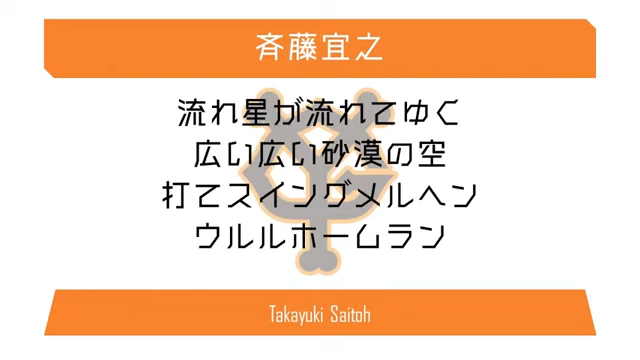 斉藤宜之
流れ星が流れてゆく
広い広い砂漠の空
打てスイングメルヘン
ウルルホームラン
Takayuki Saitoh